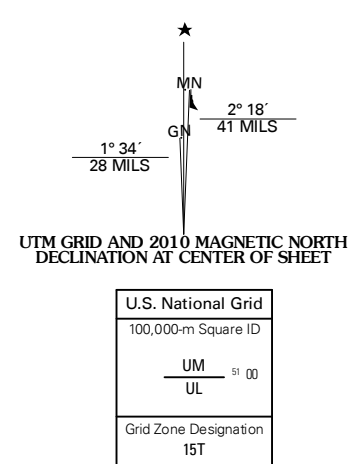 ★
MN
2° 18´
41 MILS
GN
1° 34´
28 MILS
UTM GRID AND 2010 MAGNETIC NORTH
DECLINATION AT CENTER OF SHEET
U.S. National Grid
100,000-m Square ID
UM
51 00
UL
Grid Zone Designation
15T